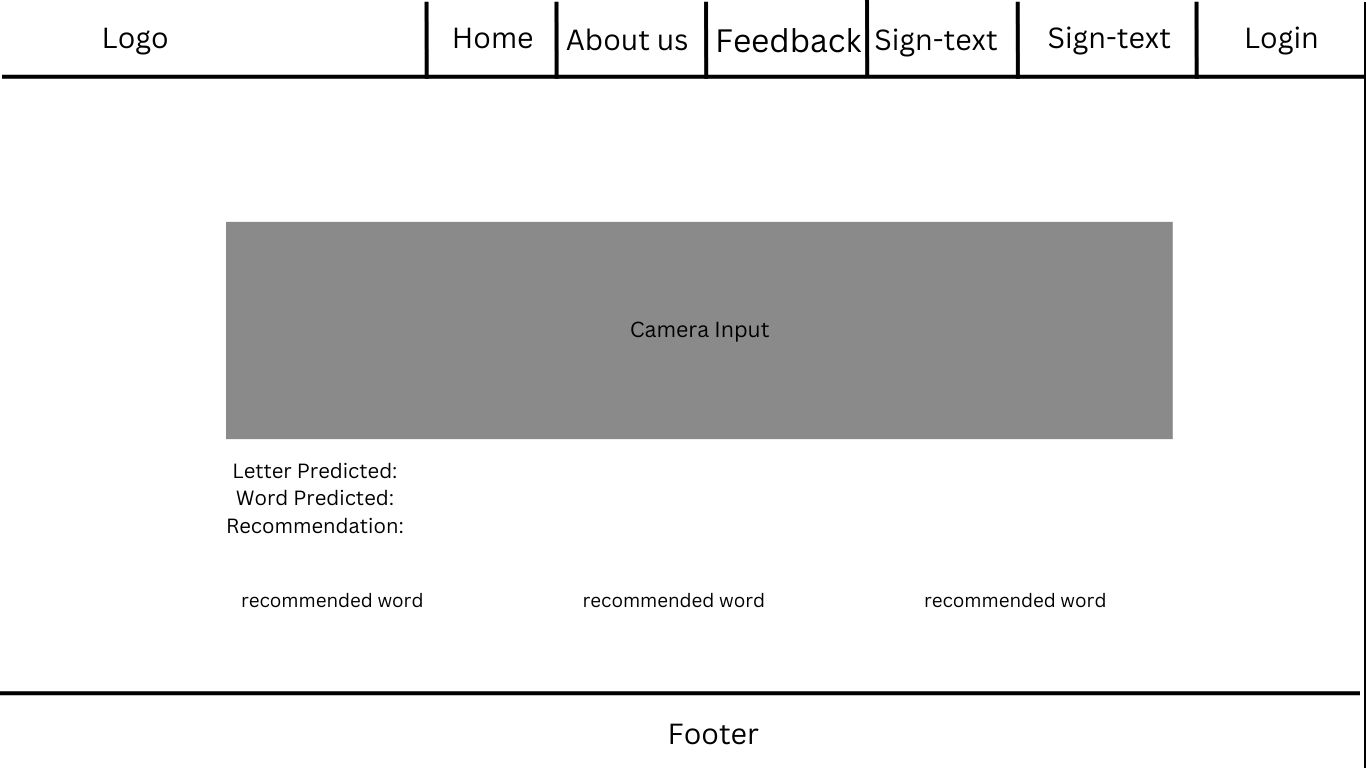 Logo Home About us Feedback Sign-text Sign-text Login
Camera Input
Letter Predicted:
Word Predicted:
Recommendation:
recommended word recommended word recommended word
Footer